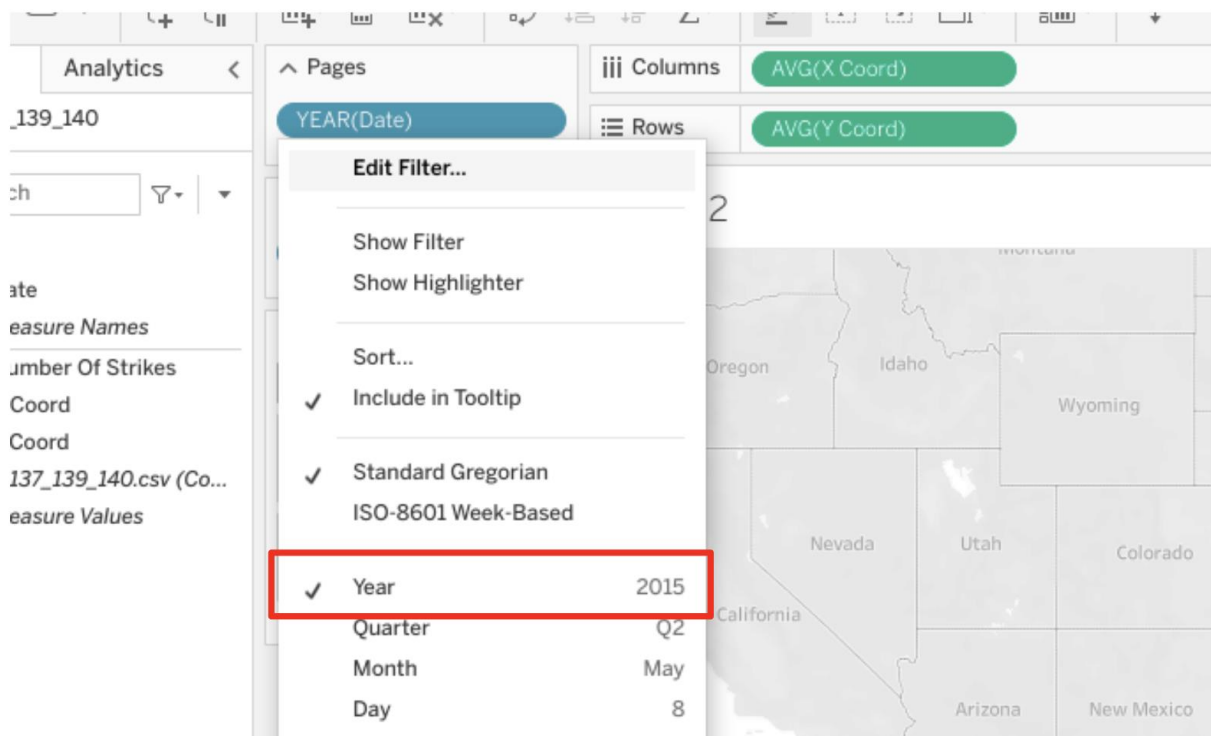 Analytics
Pages
Columns
AVG(X Coord)
_139_140
YEAR(Date)
Rows
AVG(Y Coord)
Edit Filter...
ch
2
Show Filter
Montana
Show Highlighter
ate
easure Names
Sort...
umber Of Strikes
Oregon
Idaho
Include in Tooltip
Coord
Wyoming
Coord
Standard Gregorian
137_139_140.csv (Co...
ISO-8601 Week-Based
easure Values
Nevada
Utah
Colorado
Year 2015
California
Quarter Q2
Month May
Day 8
Arizona
New Mexico